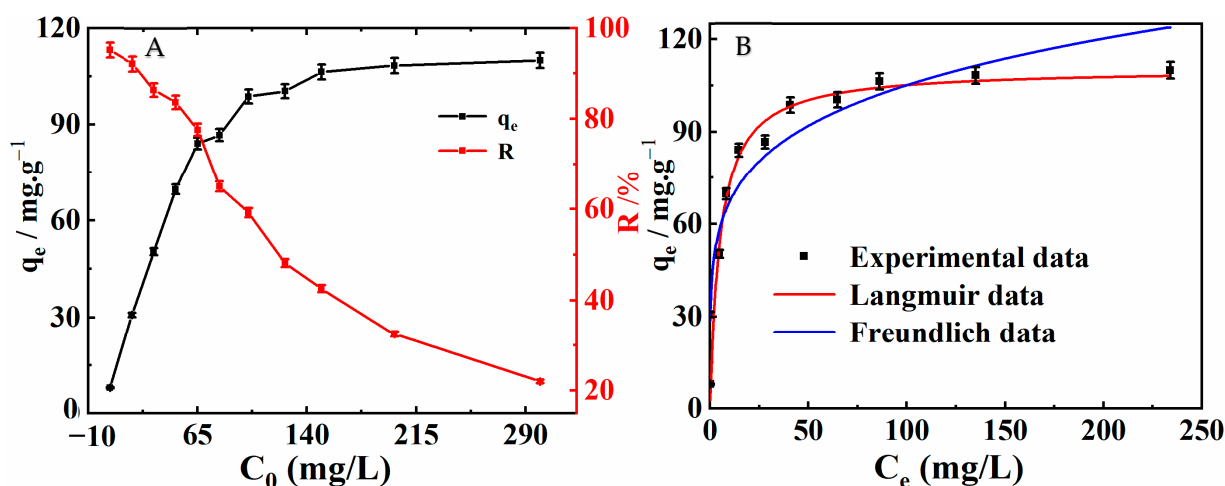 A
120
90
60
30
0
qe / mg.g−1
−10
65
140
215
290
C0 (mg/L)
100
80
60
40
20
R /%
qe
R
B
120
90
60
30
0
qe / mg.g−1
0
50
100
150
200
250
Ce (mg/L)
Experimental data
Langmuir data
Freundlich data